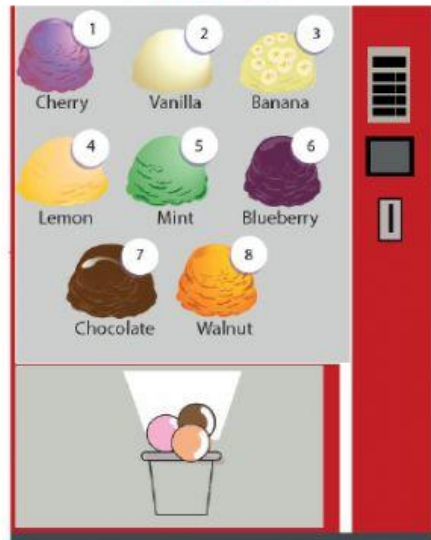 1 2 3
Cherry Vanilla Banana
4 5 6
Lemon Mint Blueberry
7 8
Chocolate Walnut